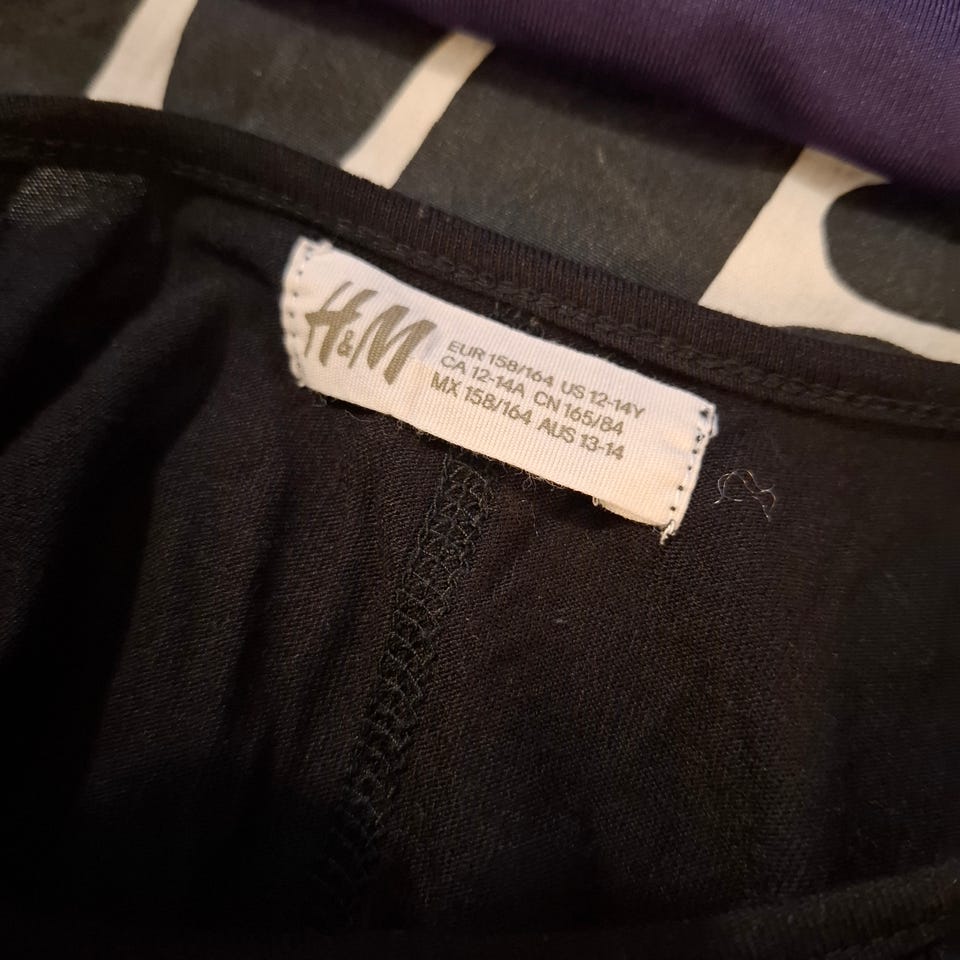 H&M
EUR 158/164 US 12-14Y
CA 12-14A CN 165/84
MX 158/164 AUS 13-14